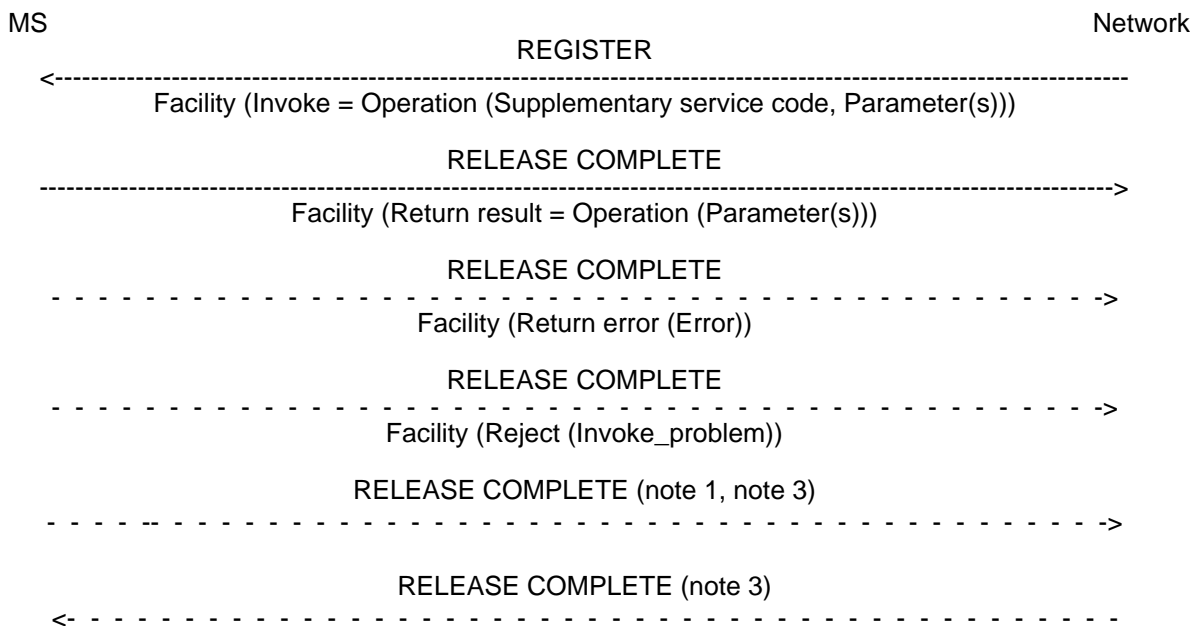 MS Network
REGISTER
<------------------------------------------------------------------------------------------------------------------------
Facility (Invoke = Operation (Supplementary service code, Parameter(s)))
RELEASE COMPLETE
------------------------------------------------------------------------------------------------------------------------>
Facility (Return result = Operation (Parameter(s)))
RELEASE COMPLETE
- - - - - - - - - - - - - - - - - - - - - - - - - - - - - - - - - - - - - - - - - - - - - ->
Facility (Return error (Error))
RELEASE COMPLETE
- - - - - - - - - - - - - - - - - - - - - - - - - - - - - - - - - - - - - - - - - - - - - ->
Facility (Reject (Invoke_problem))
RELEASE COMPLETE (note 1, note 3)
- - - - -- - - - - - - - - - - - - - - - - - - - - - - - - - - - - - - - - - - - - - - - - ->
RELEASE COMPLETE (note 3)
<- - - - - - - - - - - - - - - - - - - - - - - - - - - - - - - - - - - - - - - - - - - - -